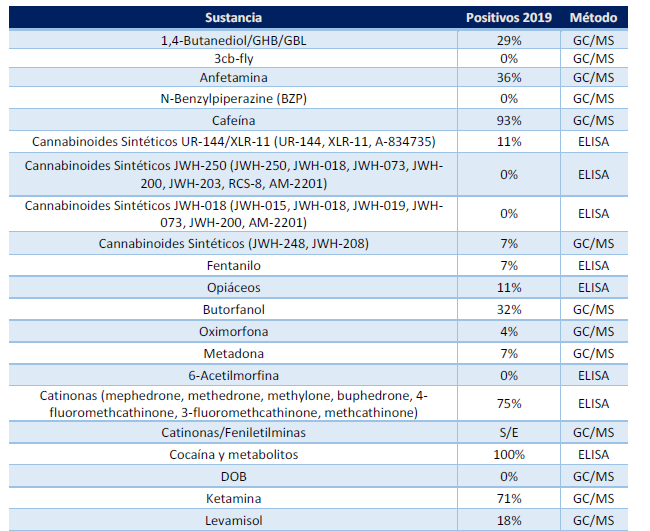 Sustancia Positivos 2019 Método
1,4-Butanediol/GHB/GBL 29% GC/MS
3cb-fly 0% GC/MS
Anfetamina 36% GC/MS
N-Benzylpiperazine (BZP) 0% GC/MS
Cafeína 93% GC/MS
Cannabinoides Sintéticos UR-144/XLR-11 (UR-144, XLR-11, A-834735) 11% ELISA
Cannabinoides Sintéticos JWH-250 (JWH-250, JWH-018, JWH-073, JWH-
200, JWH-203, RCS-8, AM-2201) 0% ELISA
Cannabinoides Sintéticos JWH-018 (JWH-015, JWH-018, JWH-019, JWH-
073, JWH-200, AM-2201) 0% ELISA
Cannabinoides Sintéticos (JWH-248, JWH-208) 7% GC/MS
Fentanilo 7% ELISA
Opiáceos 11% ELISA
Butorfanol 32% GC/MS
Oximorfona 4% GC/MS
Metadona 7% GC/MS
6-Acetilmorfina 0% ELISA
Catinonas (mephedrone, methedrone, methylone, buphedrone, 4-
fluoromethcathinone, 3-fluoromethcathinone, methcathinone) 75% ELISA
Catinonas/Feniletilminas S/E GC/MS
Cocaína y metabolitos 100% ELISA
DOB 0% GC/MS
Ketamina 71% GC/MS
Levamisol 18% GC/MS